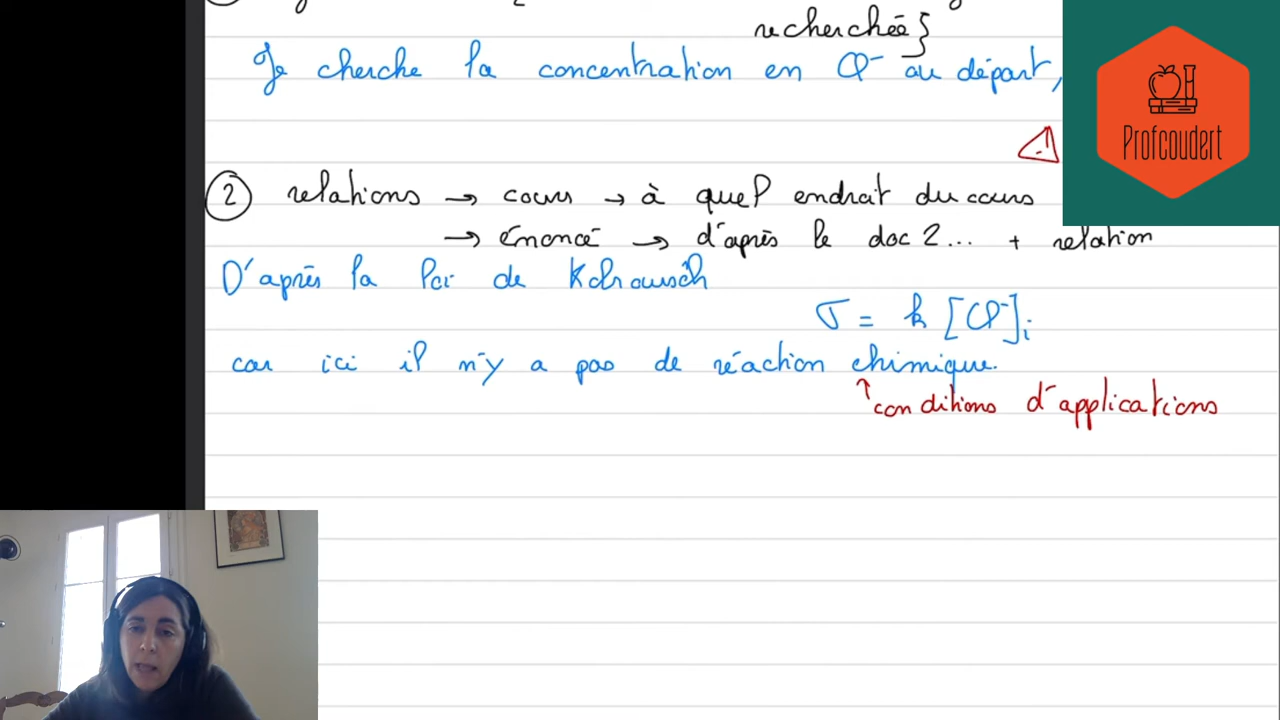 recherchée}
Je cherche la concentration en Cl⁻ au départ,
Profcoudert
⚠
② relations → cours → à quel endroit du cours
→ énoncé → d'après le doc 2... + relation
D'après la loi de Kohlrausch
σ = k [Cl⁻]i
car ici il n'y a pas de réaction chimique.
↑ conditions d'applications